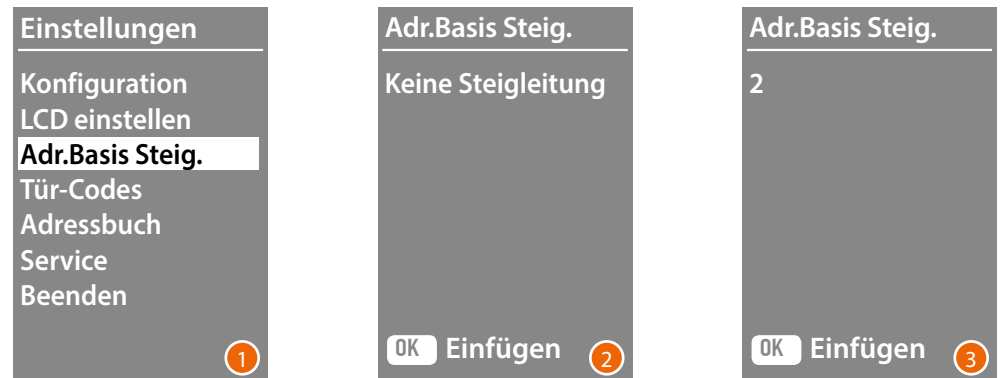 Einstellungen
Konfiguration
LCD einstellen
Adr.Basis Steig.
Tür-Codes
Adressbuch
Service
Beenden
1
Adr.Basis Steig.
Keine Steigleitung
OK Einfügen
2
Adr.Basis Steig.
2
OK Einfügen
3